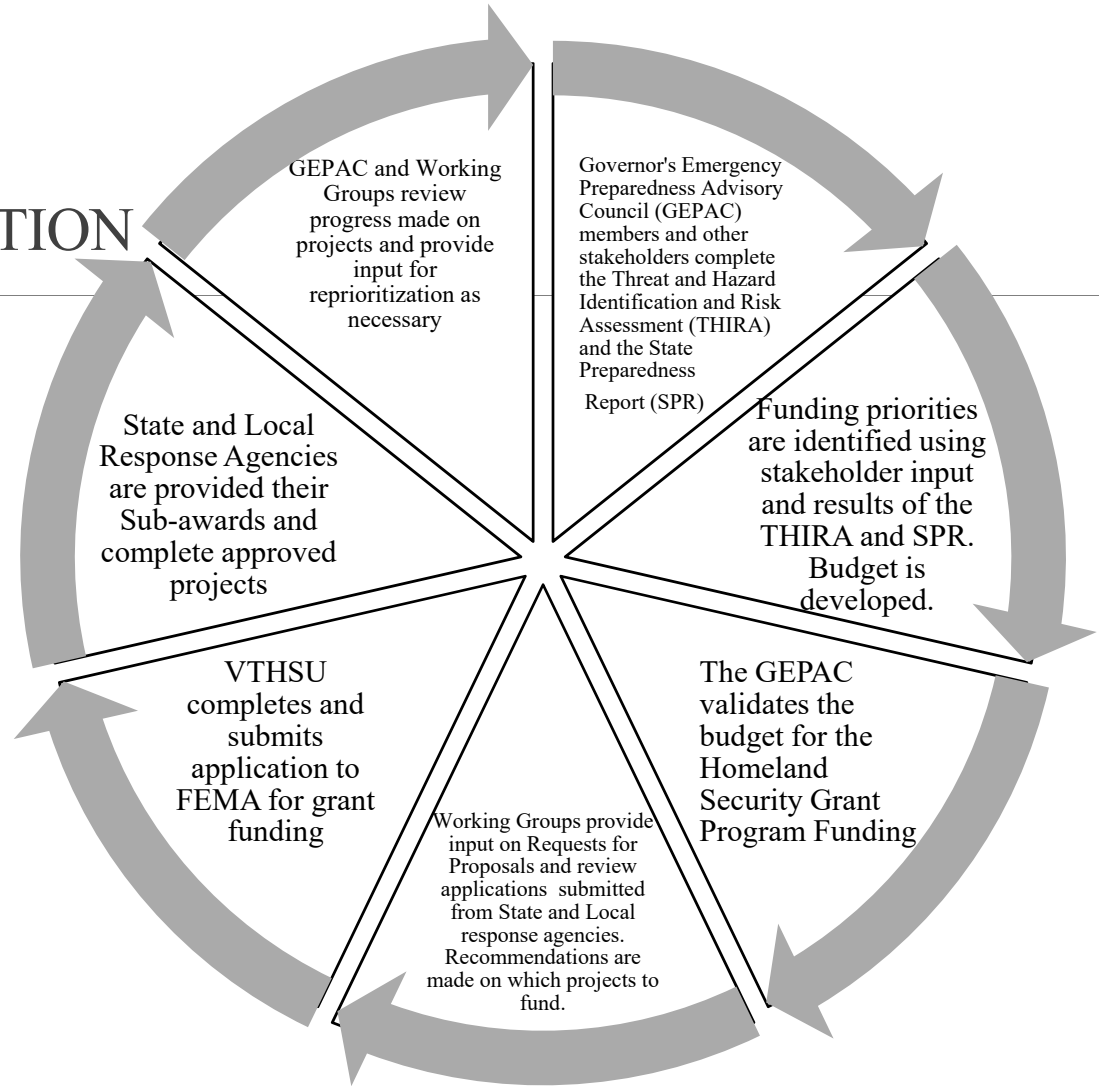 TION
Governor's Emergency
Preparedness Advisory
Council (GEPAC)
members and other
stakeholders complete
the Threat and Hazard
Identification and Risk
Assessment (THIRA)
and the State
Preparedness
Report (SPR)
Funding priorities
are identified using
stakeholder input
and results of the
THIRA and SPR.
Budget is
developed.
The GEPAC
validates the
budget for the
Homeland
Security Grant
Program Funding
Working Groups provide
input on Requests for
Proposals and review
applications submitted
from State and Local
response agencies.
Recommendations are
made on which projects to
fund.
VTHSU
completes and
submits
application to
FEMA for grant
funding
State and Local
Response Agencies
are provided their
Sub-awards and
complete approved
projects
GEPAC and Working
Groups review
progress made on
projects and provide
input for
reprioritization as
necessary